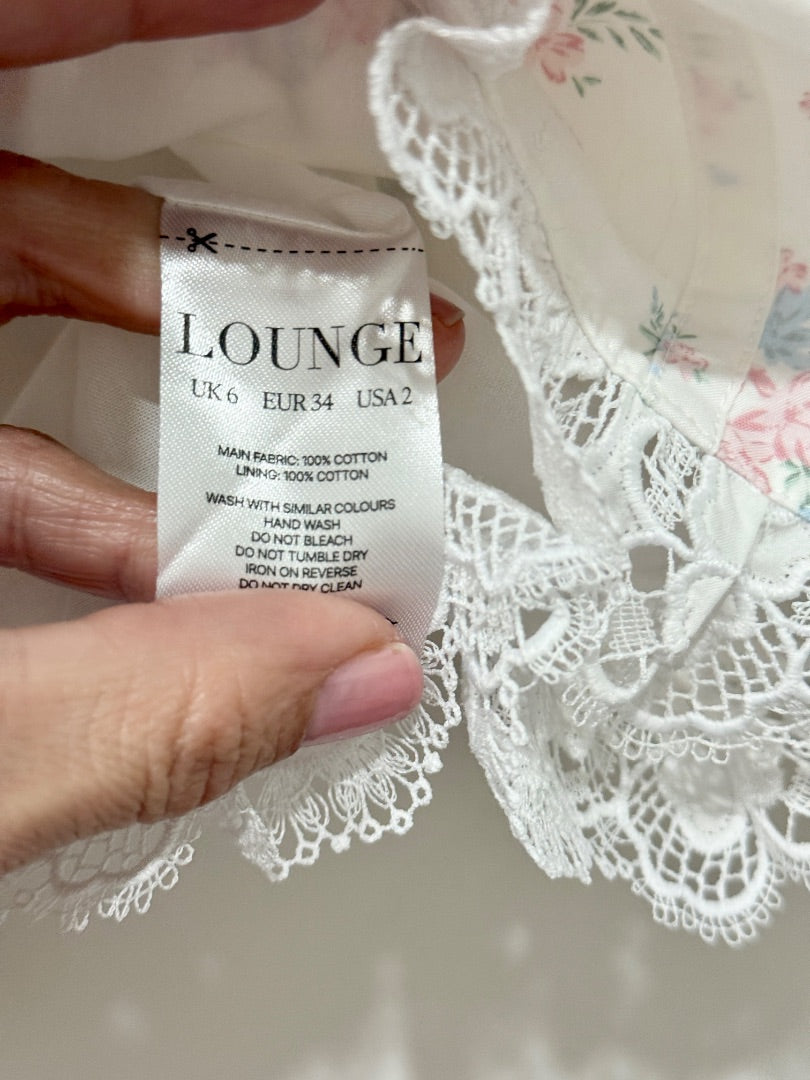 LOUNGE
UK 6 EUR 34 USA 2
MAIN FABRIC: 100% COTTON
LINING: 100% COTTON
WASH WITH SIMILAR COLOURS
HAND WASH
DO NOT BLEACH
DO NOT TUMBLE DRY
IRON ON REVERSE
DO NOT DRY CLEAN